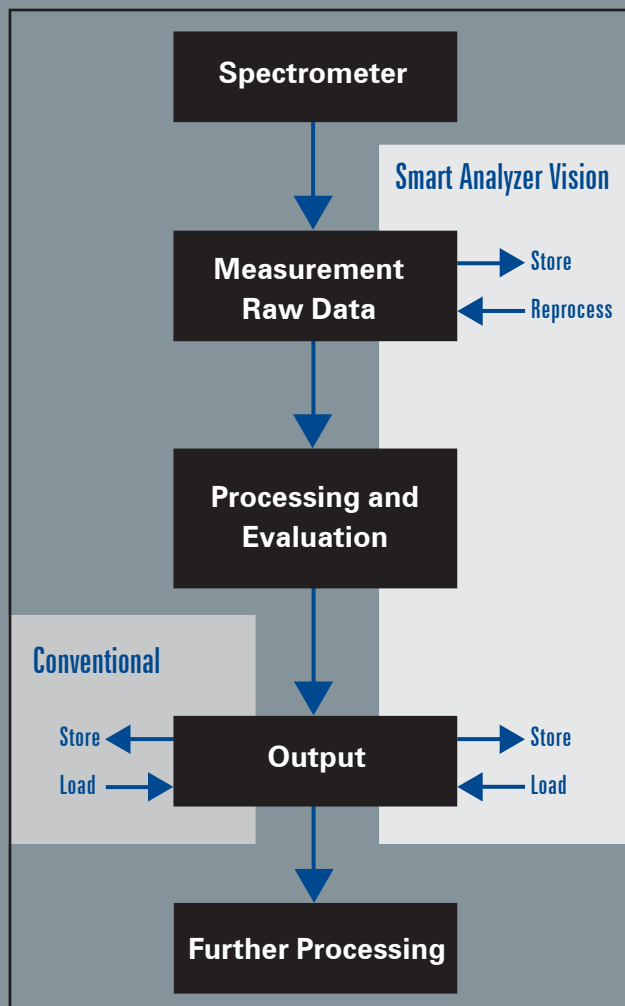 Spectrometer
Smart Analyzer Vision
Measurement
Raw Data
Store
Reprocess
Processing and
Evaluation
Conventional
Store
Load
Output
Store
Load
Further Processing